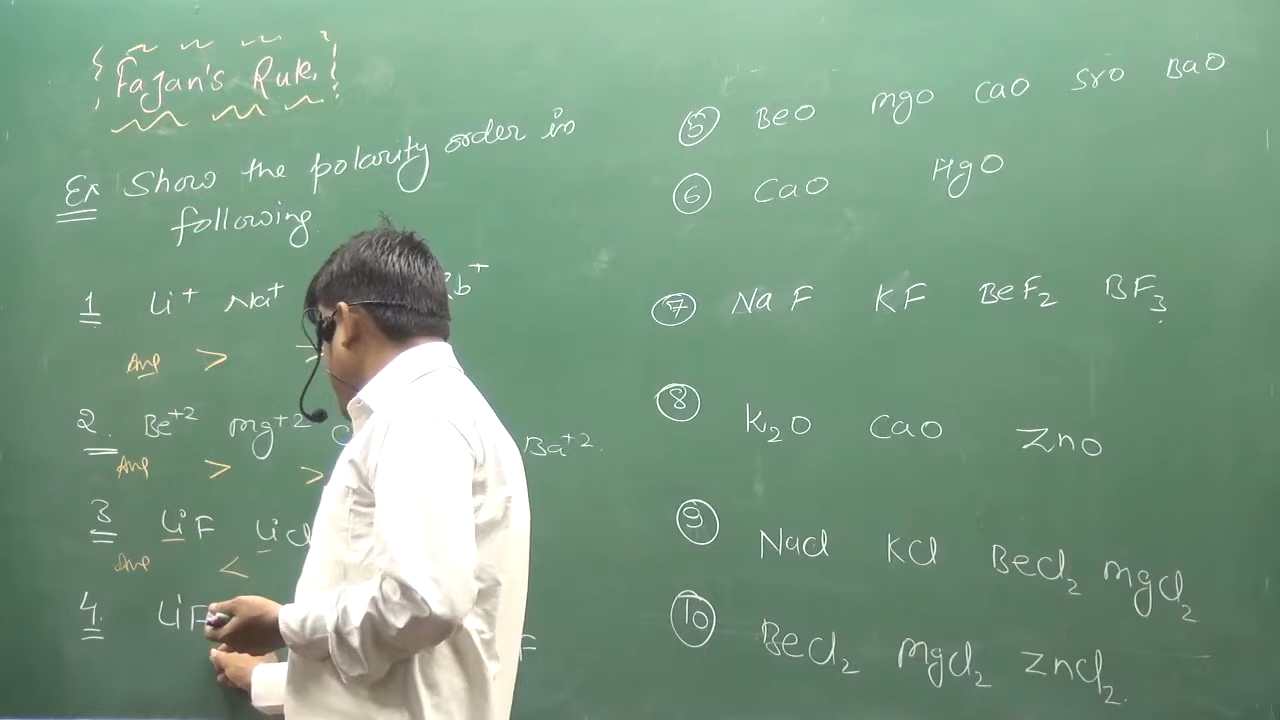 Fajan's Rule.
Ex Show the polarity order in
following.
1 Li+ Na+ Rb+
Ans > >
2. Be+2 mg+2 C Ba+2.
Ans > >
3 LiF LiCl
Ans <
4. LiF F
5 BeO mgO CaO SrO BaO
6 CaO HgO
7 NaF KF BeF2 BF3
8 K2O CaO ZnO
9 NaCl KCl BeCl2 mgCl2
10 BeCl2 mgCl2 ZnCl2.